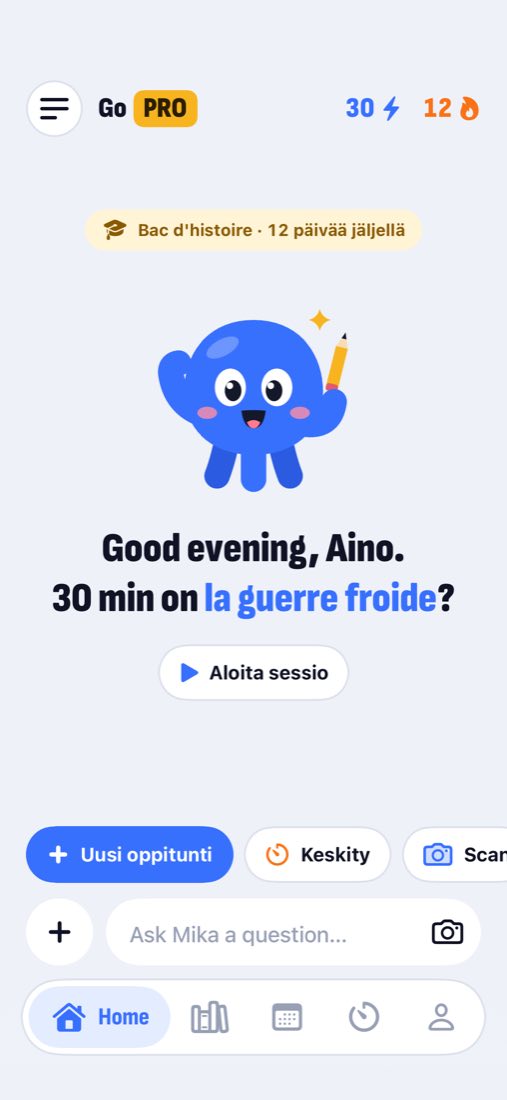 Go PRO
30
12
Bac d'histoire · 12 päivää jäljellä
Good evening, Aino.
30 min on la guerre froide?
Aloita sessio
Uusi oppitunti
Keskity
Scan
Ask Mika a question...
Home